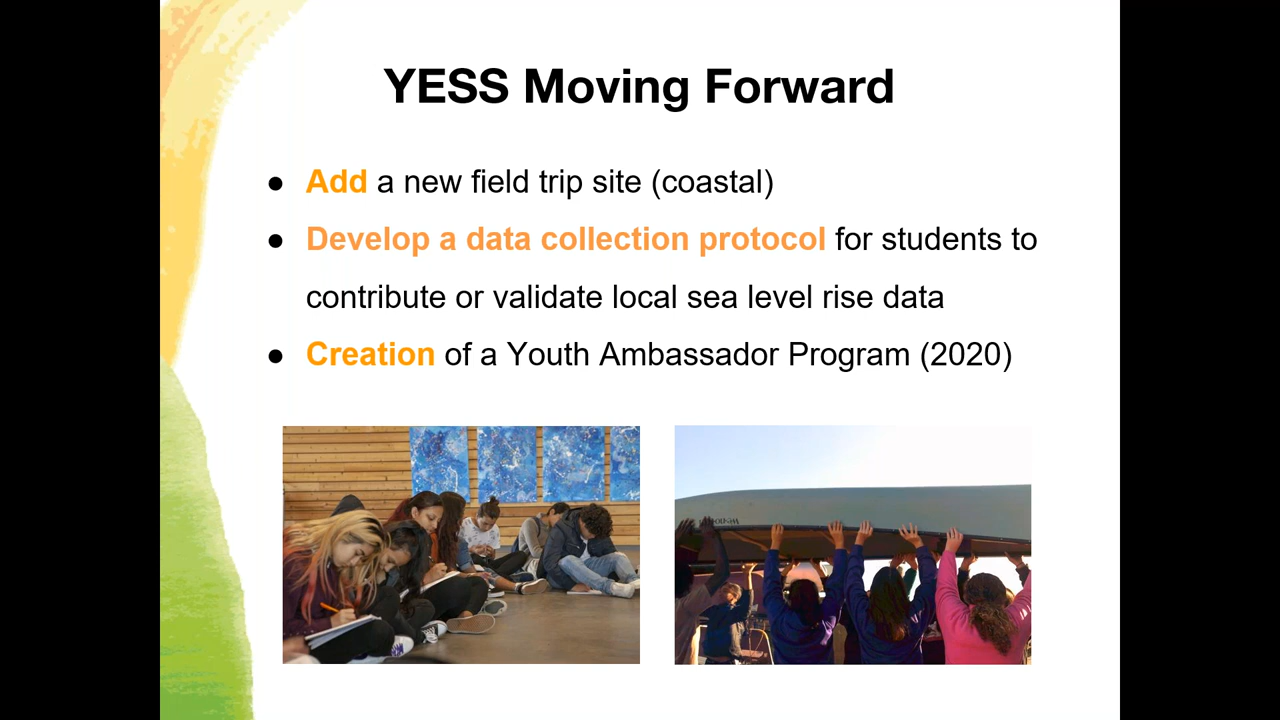 YESS Moving Forward
● Add a new field trip site (coastal)
● Develop a data collection protocol for students to
contribute or validate local sea level rise data
● Creation of a Youth Ambassador Program (2020)